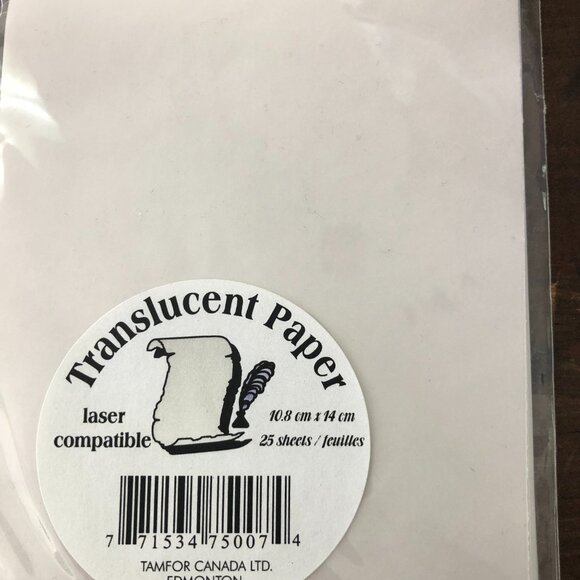 Translucent Paper
laser
compatible
10.8 cm x 14 cm
25 sheets / feuilles
7 71534 75007 4
TAMFOR CANADA LTD.
EDMONTON